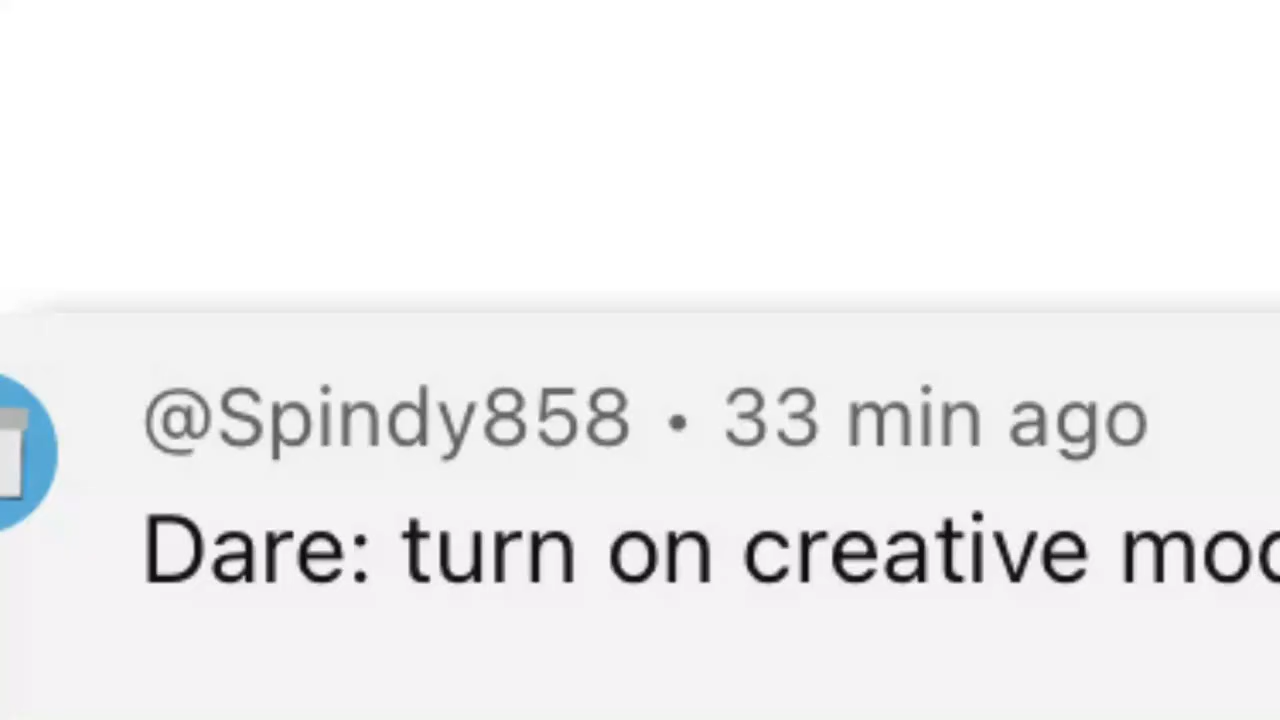 @Spindy858 • 33 min ago
Dare: turn on creative